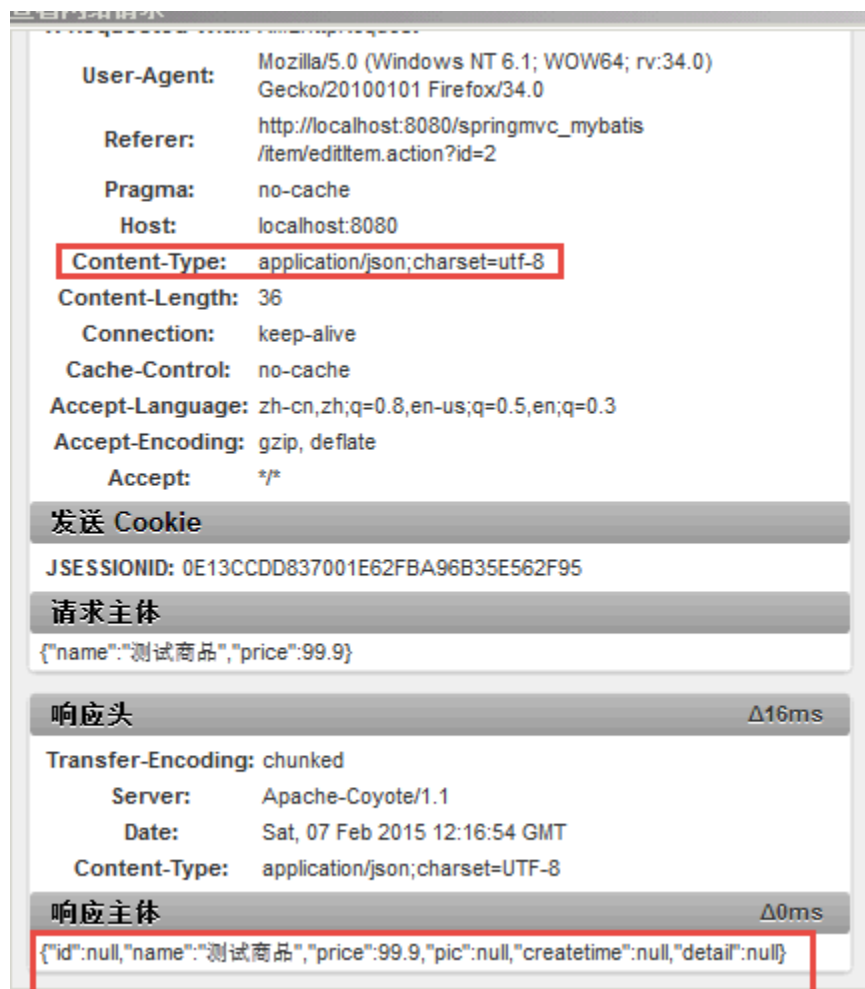 User-Agent: Mozilla/5.0 (Windows NT 6.1; WOW64; rv:34.0)
Gecko/20100101 Firefox/34.0
Referer: http://localhost:8080/springmvc_mybatis
/item/editItem.action?id=2
Pragma: no-cache
Host: localhost:8080
Content-Type: application/json;charset=utf-8
Content-Length: 36
Connection: keep-alive
Cache-Control: no-cache
Accept-Language: zh-cn,zh;q=0.8,en-us;q=0.5,en;q=0.3
Accept-Encoding: gzip, deflate
Accept: */*
发送 Cookie
JSESSIONID: 0E13CCDD837001E62FBA96B35E562F95
请求主体
{"name":"测试商品","price":99.9}
响应头 Δ16ms
Transfer-Encoding: chunked
Server: Apache-Coyote/1.1
Date: Sat, 07 Feb 2015 12:16:54 GMT
Content-Type: application/json;charset=UTF-8
响应主体 Δ0ms
{"id":null,"name":"测试商品","price":99.9,"pic":null,"createtime":null,"detail":null}